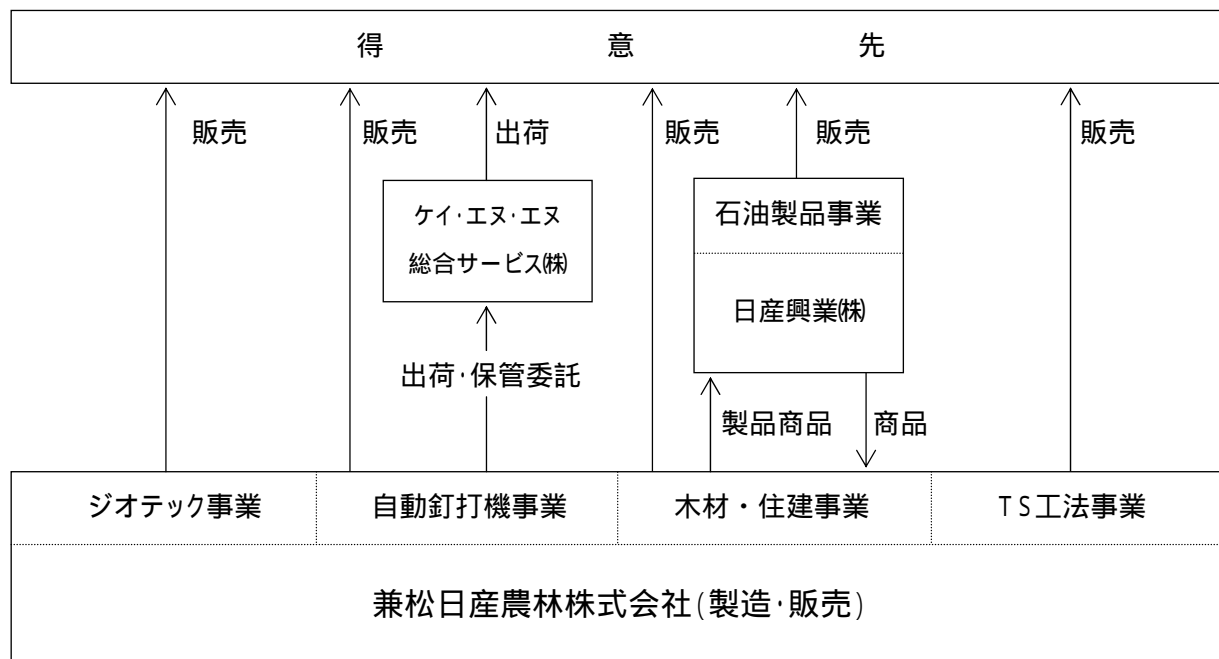 得意先
販売 販売 出荷 販売 販売 販売
ケイ・エヌ・エヌ
総合サービス㈱
石油製品事業
日産興業㈱
出荷・保管委託
製品商品 商品
ジオテック事業 自動釘打機事業 木材・住建事業 TS工法事業
兼松日産農林株式会社(製造・販売)